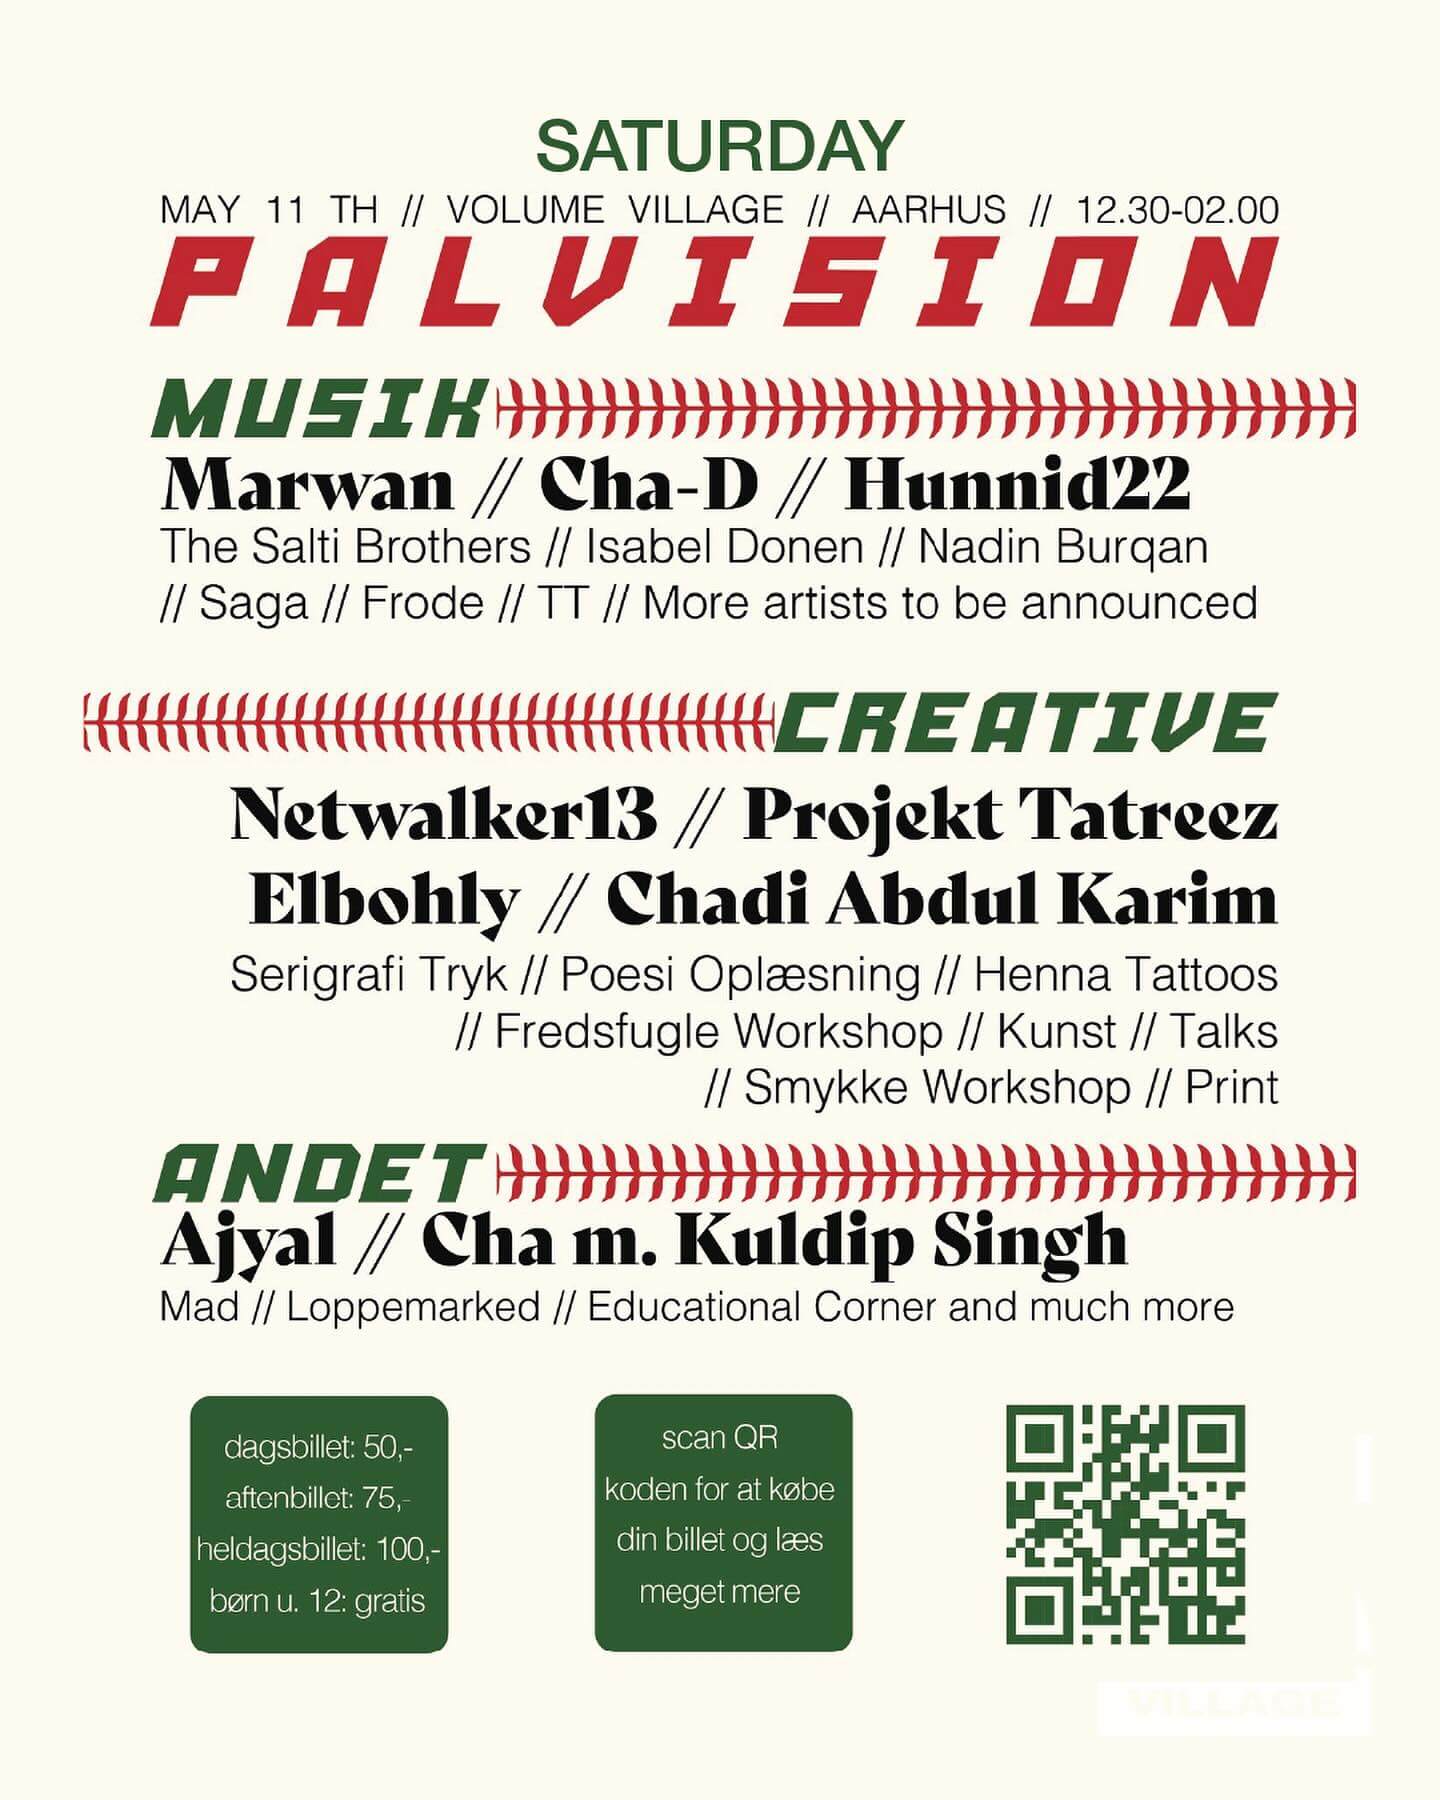 SATURDAY
MAY 11 TH // VOLUME VILLAGE // AARHUS // 12.30-02.00
PALVISION
MUSIK
Marwan // Cha-D // Hunnid22
The Salti Brothers // Isabel Donen // Nadin Burqan
// Saga // Frode // TT // More artists to be announced
CREATIVE
Netwalker13 // Projekt Tatreez
Elbohly // Chadi Abdul Karim
Serigrafi Tryk // Poesi Oplæsning // Henna Tattoos
// Fredsfugle Workshop // Kunst // Talks
// Smykke Workshop // Print
ANDET
Ajyal // Cha m. Kuldip Singh
Mad // Loppemarked // Educational Corner and much more
dagsbillet: 50,-
aftenbillet: 75,-
heldagsbillet: 100,-
børn u. 12: gratis
scan QR
koden for at købe
din billet og læs
meget mere
VILLAGE